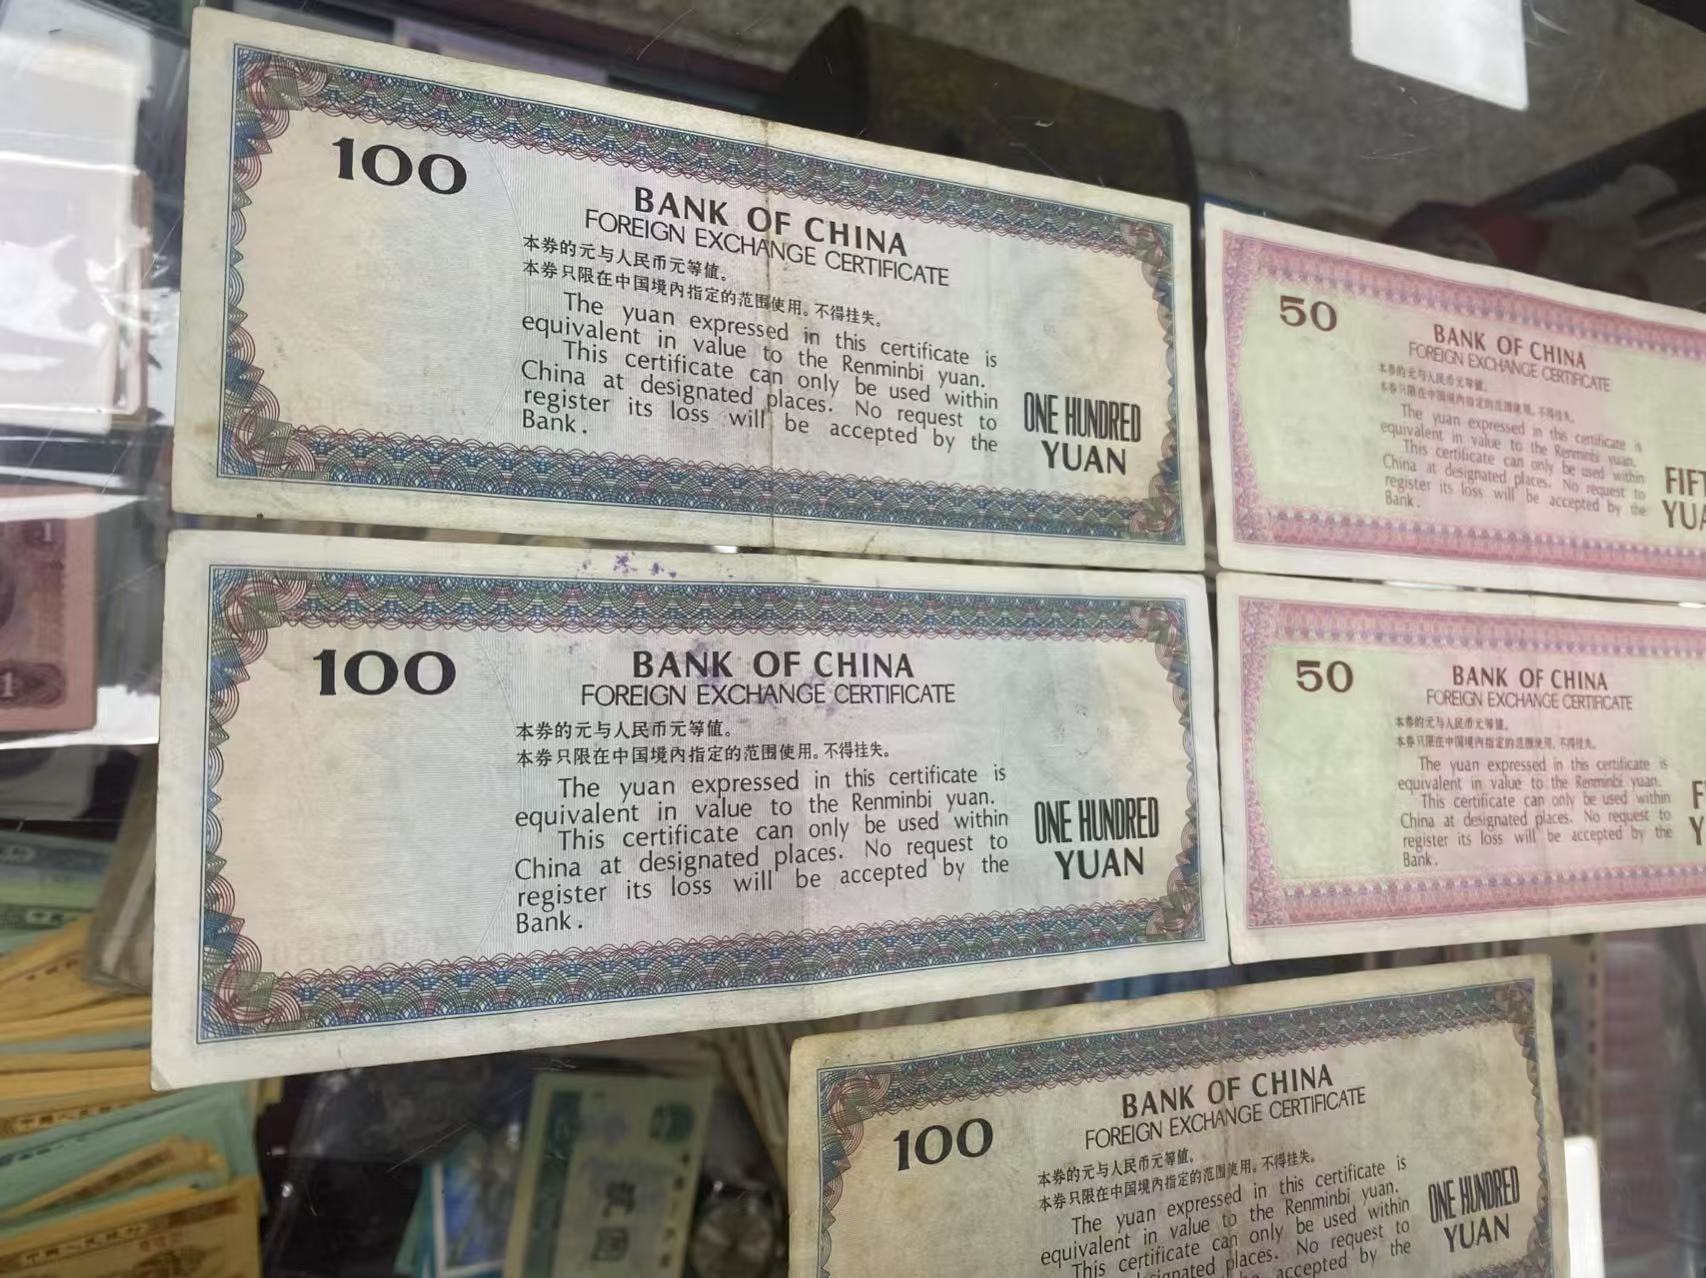 100
BANK OF CHINA
FOREIGN EXCHANGE CERTIFICATE
本券的元与人民币元等值。
本券只限在中国境内指定的范围使用。不得挂失。
The yuan expressed in this certificate is
equivalent in value to the Renminbi yuan.
This certificate can only be used within
China at designated places. No request to
register its loss will be accepted by the
Bank.
ONE HUNDRED
YUAN
50
BANK OF CHINA
FOREIGN EXCHANGE CERTIFICATE
本券的元与人民币元等值。
本券只限在中国境内指定的范围使用。不得挂失。
The yuan expressed in this certificate is
equivalent in value to the Renminbi yuan.
This certificate can only be used within
China at designated places. No request to
register its loss will be accepted by the
Bank.
FIFT
YUA
100
BANK OF CHINA
FOREIGN EXCHANGE CERTIFICATE
本券的元与人民币元等值。
本券只限在中国境内指定的范围使用。不得挂失。
The yuan expressed in this certificate is
equivalent in value to the Renminbi yuan.
This certificate can only be used within
China at designated places. No request to
register its loss will be accepted by the
Bank.
ONE HUNDRED
YUAN
50
BANK OF CHINA
FOREIGN EXCHANGE CERTIFICATE
本券的元与人民币元等值。
本券只限在中国境内指定的范围使用。不得挂失。
The yuan expressed in this certificate is
equivalent in value to the Renminbi yuan.
This certificate can only be used within
China at designated places. No request to
register its loss will be accepted by the
Bank.
F
Y
100
BANK OF CHINA
FOREIGN EXCHANGE CERTIFICATE
本券的元与人民币元等值。
本券只限在中国境内指定的范围使用。不得挂失。
The yuan expressed in this certificate is
equivalent in value to the Renminbi yuan.
This certificate can only be used within
places. No request to
accepted by the
ONE HUNDRED
YUAN
1
1